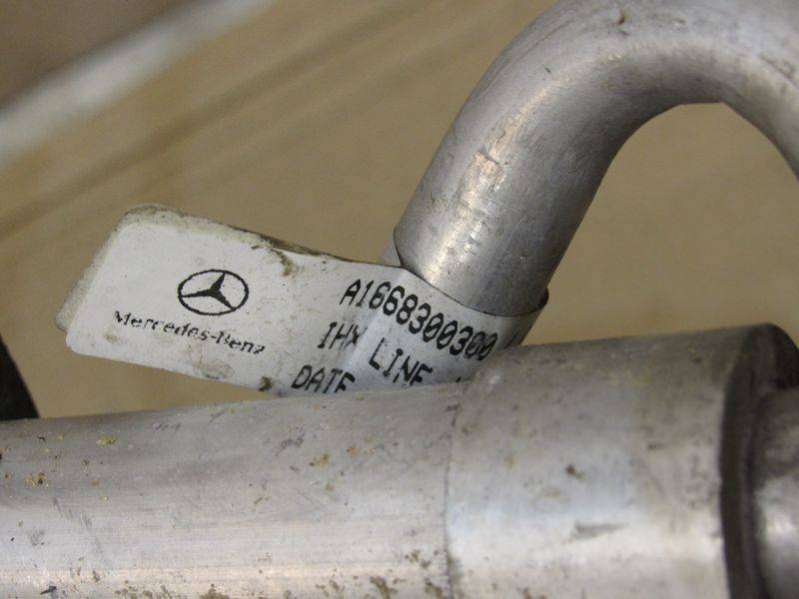 Mercedes-Benz
A1668300300
IHX LINE
DATE